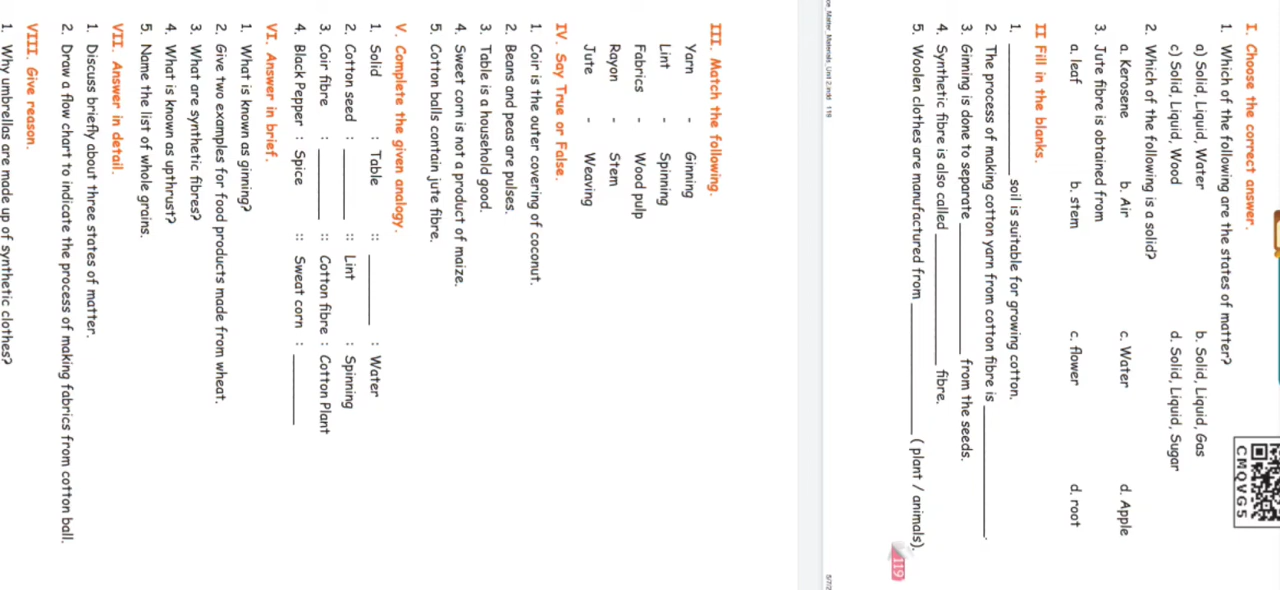 CMQVG5
I. Choose the correct answer.
1. Which of the following are the states of matter?
a) Solid, Liquid, Water b. Solid, Liquid, Gas
c) Solid, Liquid, Wood d. Solid, Liquid, Sugar
2. Which of the following is a solid?
a. Kerosene b. Air c. Water d. Apple
3. Jute fibre is obtained from
a. leaf b. stem c. flower d. root
II Fill in the blanks.
1. ____________ soil is suitable for growing cotton.
2. The process of making cotton yarn from cotton fibre is ____________.
3. Ginning is done to separate ____________ from the seeds.
4. Synthetic fibre is also called ____________ fibre.
5. Woolen clothes are manufactured from ____________ ( plant / animals).
119
III. Match the following.
Yarn - Ginning
Lint - Spinning
Fabrics - Wood pulp
Rayon - Stem
Jute - Weaving
IV. Say True or False.
1. Coir is the outer covering of coconut.
2. Beans and peas are pulses.
3. Table is a household good.
4. Sweet corn is not a product of maize.
5. Cotton balls contain jute fibre.
V. Complete the given analogy.
1. Solid : Table :: ________ : Water
2. Cotton seed : ________ :: Lint : Spinning
3. Coir fibre : ________ :: Cotton fibre : Cotton Plant
4. Black Pepper : Spice :: Sweat corn : ________
VI. Answer in brief.
1. What is known as ginning?
2. Give two examples for food products made from wheat.
3. What are synthetic fibres?
4. What is known as upthrust?
5. Name the list of whole grains.
VII. Answer in detail.
1. Discuss briefly about three states of matter.
2. Draw a flow chart to indicate the process of making fabrics from cotton ball.
VIII. Give reason.
1. Why umbrellas are made up of synthetic clothes?